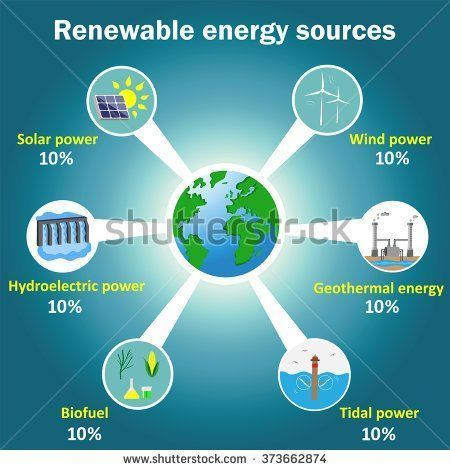 Renewable energy sources
Solar power
10%
Wind power
10%
Hydroelectric power
10%
Geothermal energy
10%
Biofuel
10%
Tidal power
10%
shutterstock
www.shutterstock.com · 373662874